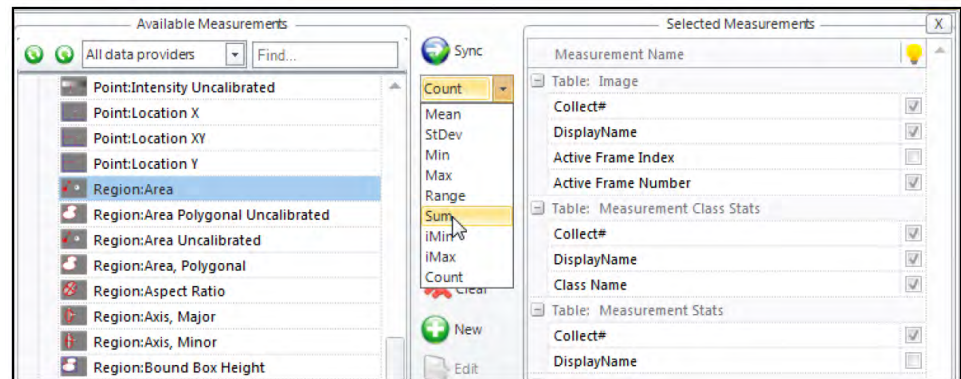 Available Measurements
All data providers
Find...
Point:Intensity Uncalibrated
Point:Location X
Point:Location XY
Point:Location Y
Region:Area
Region:Area Polygonal Uncalibrated
Region:Area Uncalibrated
Region:Area, Polygonal
Region:Aspect Ratio
Region:Axis, Major
Region:Axis, Minor
Region:Bound Box Height
Sync
Count
Mean
StDev
Min
Max
Range
Sum
iMin
iMax
Count
Clear
New
Edit
Selected Measurements
X
Measurement Name
Table: Image
Collect#
DisplayName
Active Frame Index
Active Frame Number
Table: Measurement Class Stats
Collect#
DisplayName
Class Name
Table: Measurement Stats
Collect#
DisplayName